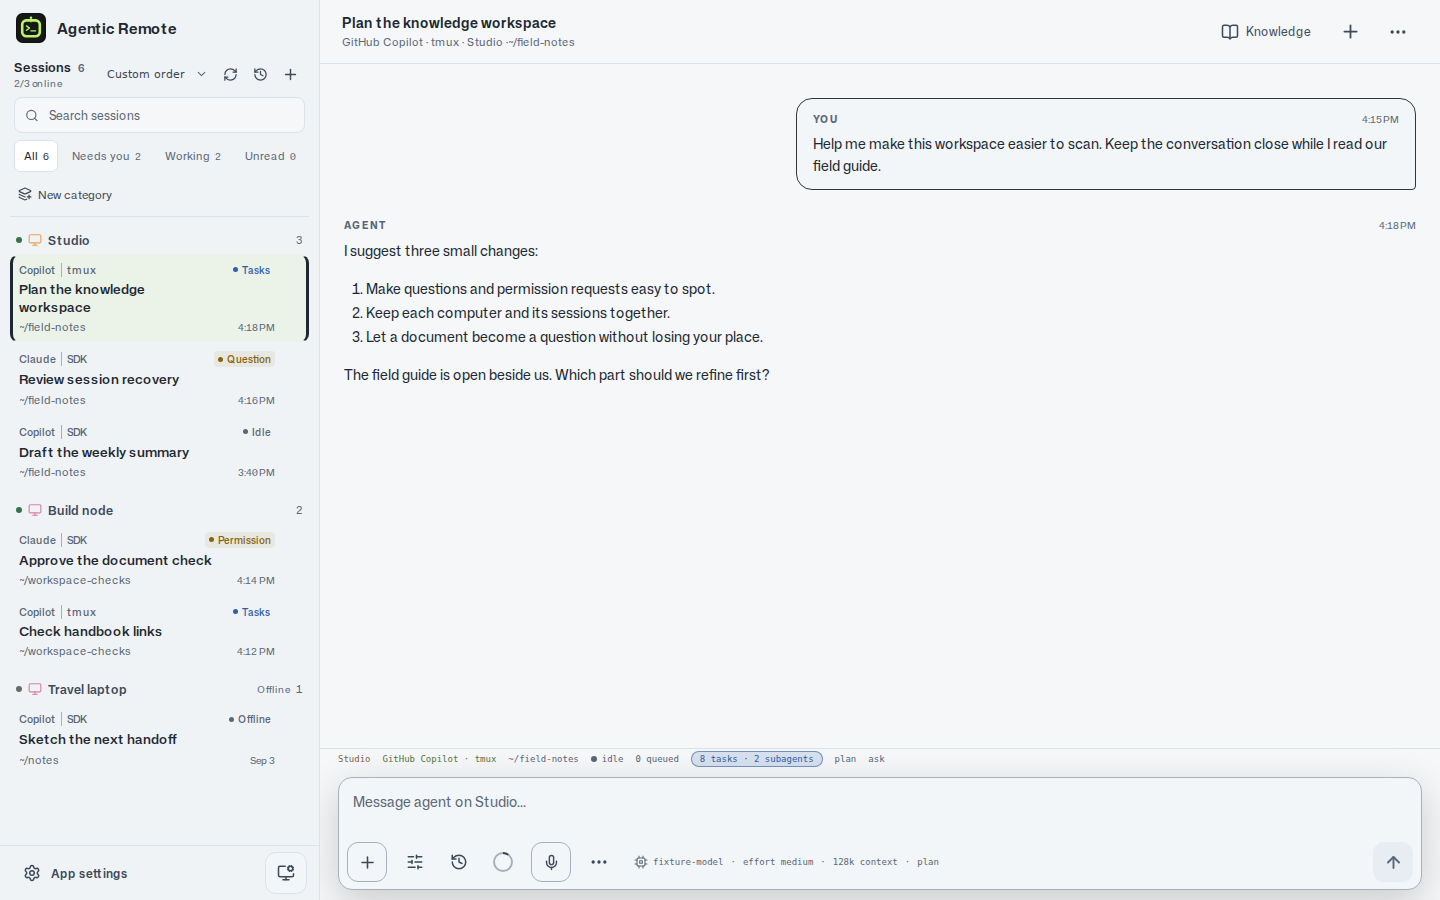 Agentic Remote
Sessions 6
2/3 online
Custom order
Search sessions
All 6
Needs you 2
Working 2
Unread 0
New category
Studio 3
Copilot | tmux Tasks
Plan the knowledge
workspace
~/field-notes 4:18 PM
Claude | SDK Question
Review session recovery
~/field-notes 4:16 PM
Copilot | SDK Idle
Draft the weekly summary
~/field-notes 3:40 PM
Build node 2
Claude | SDK Permission
Approve the document check
~/workspace-checks 4:14 PM
Copilot | tmux Tasks
Check handbook links
~/workspace-checks 4:12 PM
Travel laptop Offline 1
Copilot | SDK Offline
Sketch the next handoff
~/notes Sep 3
App settings
Plan the knowledge workspace
GitHub Copilot · tmux · Studio · ~/field-notes
Knowledge
YOU 4:15 PM
Help me make this workspace easier to scan. Keep the conversation close while I read our
field guide.
AGENT 4:18 PM
I suggest three small changes:
1. Make questions and permission requests easy to spot.
2. Keep each computer and its sessions together.
3. Let a document become a question without losing your place.
The field guide is open beside us. Which part should we refine first?
Studio GitHub Copilot · tmux ~/field-notes idle 0 queued 8 tasks · 2 subagents plan ask
Message agent on Studio...
fixture-model · effort medium · 128k context · plan